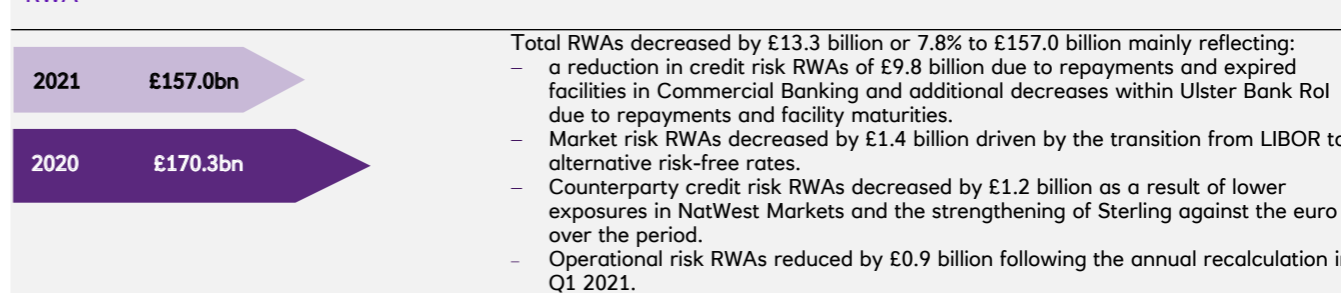 2021 £157.0bn
2020 £170.3bn
Total RWAs decreased by £13.3 billion or 7.8% to £157.0 billion mainly reflecting:
– a reduction in credit risk RWAs of £9.8 billion due to repayments and expired
facilities in Commercial Banking and additional decreases within Ulster Bank RoI
due to repayments and facility maturities.
– Market risk RWAs decreased by £1.4 billion driven by the transition from LIBOR to
alternative risk-free rates.
– Counterparty credit risk RWAs decreased by £1.2 billion as a result of lower
exposures in NatWest Markets and the strengthening of Sterling against the euro
over the period.
– Operational risk RWAs reduced by £0.9 billion following the annual recalculation in
Q1 2021.